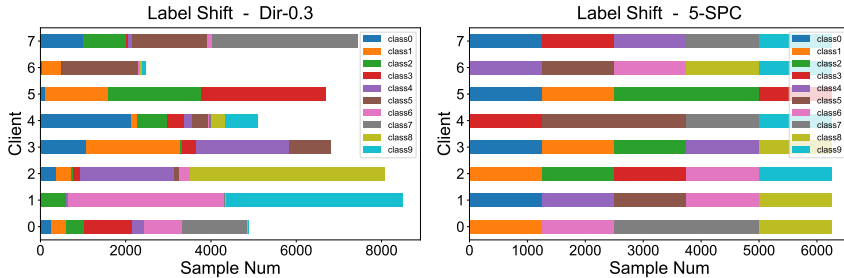 Label Shift - Dir-0.3
Client
7
6
5
4
3
2
1
0
class0
class1
class2
class3
class4
class5
class6
class7
class8
class9
0 2000 4000 6000 8000
Sample Num
Label Shift - 5-SPC
Client
7
6
5
4
3
2
1
0
class0
class1
class2
class3
class4
class5
class6
class7
class8
class9
0 1000 2000 3000 4000 5000 6000
Sample Num